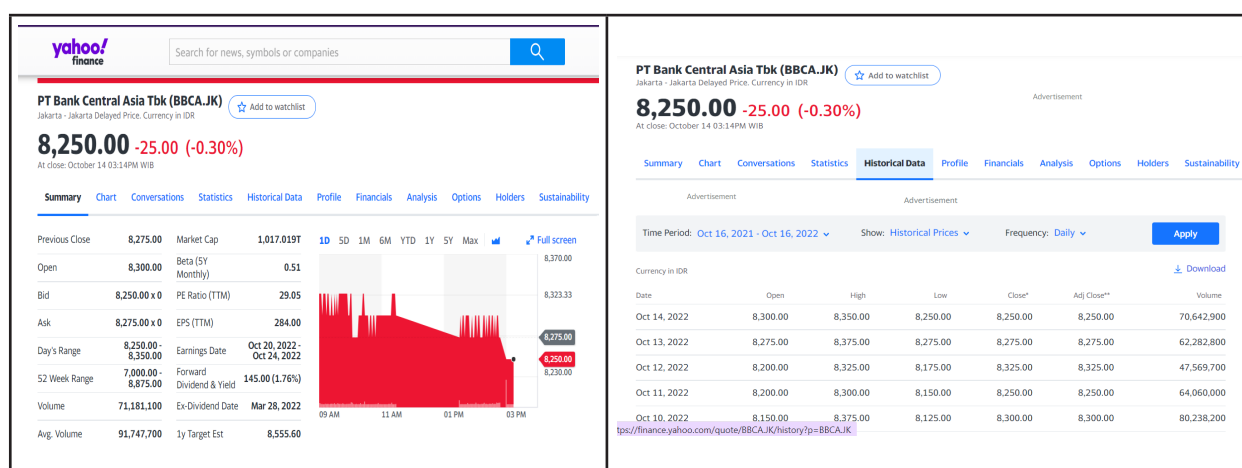 yahoo!
finance
Search for news, symbols or companies
PT Bank Central Asia Tbk (BBCA.JK)
Add to watchlist
Jakarta - Jakarta Delayed Price. Currency in IDR
8,250.00 -25.00 (-0.30%)
At close: October 14 03:14PM WIB
Summary Chart Conversations Statistics Historical Data Profile Financials Analysis Options Holders Sustainability
Previous Close 8,275.00 Market Cap 1,017.019T
Open 8,300.00 Beta (5Y
Monthly) 0.51
Bid 8,250.00 x 0 PE Ratio (TTM) 29.05
Ask 8,275.00 x 0 EPS (TTM) 284.00
Day's Range 8,250.00 -
8,350.00 Earnings Date Oct 20, 2022 -
Oct 24, 2022
52 Week Range 7,000.00 -
8,875.00 Forward
Dividend & Yield 145.00 (1.76%)
Volume 71,181,100 Ex-Dividend Date Mar 28, 2022
Avg. Volume 91,747,700 1y Target Est 8,555.60
1D 5D 1M 6M YTD 1Y 5Y Max Full screen
8,370.00
8,323.33
8,275.00
8,250.00
8,230.00
09 AM 11 AM 01 PM 03 PM
PT Bank Central Asia Tbk (BBCA.JK)
Add to watchlist
Jakarta - Jakarta Delayed Price. Currency in IDR
Advertisement
8,250.00 -25.00 (-0.30%)
At close: October 14 03:14PM WIB
Summary Chart Conversations Statistics Historical Data Profile Financials Analysis Options Holders Sustainability
Advertisement Advertisement
Time Period: Oct 16, 2021 - Oct 16, 2022 Show: Historical Prices Frequency: Daily Apply
Currency in IDR Download
Date Open High Low Close* Adj Close** Volume
Oct 14, 2022 8,300.00 8,350.00 8,250.00 8,250.00 8,250.00 70,642,900
Oct 13, 2022 8,275.00 8,375.00 8,275.00 8,275.00 8,275.00 62,282,800
Oct 12, 2022 8,200.00 8,325.00 8,175.00 8,325.00 8,325.00 47,569,700
Oct 11, 2022 8,200.00 8,300.00 8,150.00 8,250.00 8,250.00 64,060,000
Oct 10, 2022 8,150.00 8,375.00 8,125.00 8,300.00 8,300.00 80,238,200
tps://finance.yahoo.com/quote/BBCA.JK/history?p=BBCA.JK